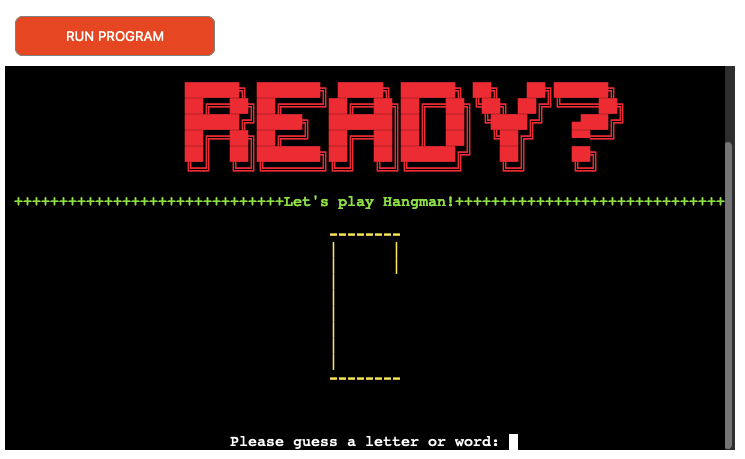 RUN PROGRAM
READY?
++++++++++++++++++++++++++++++Let's play Hangman!++++++++++++++++++++++++++++++
Please guess a letter or word: